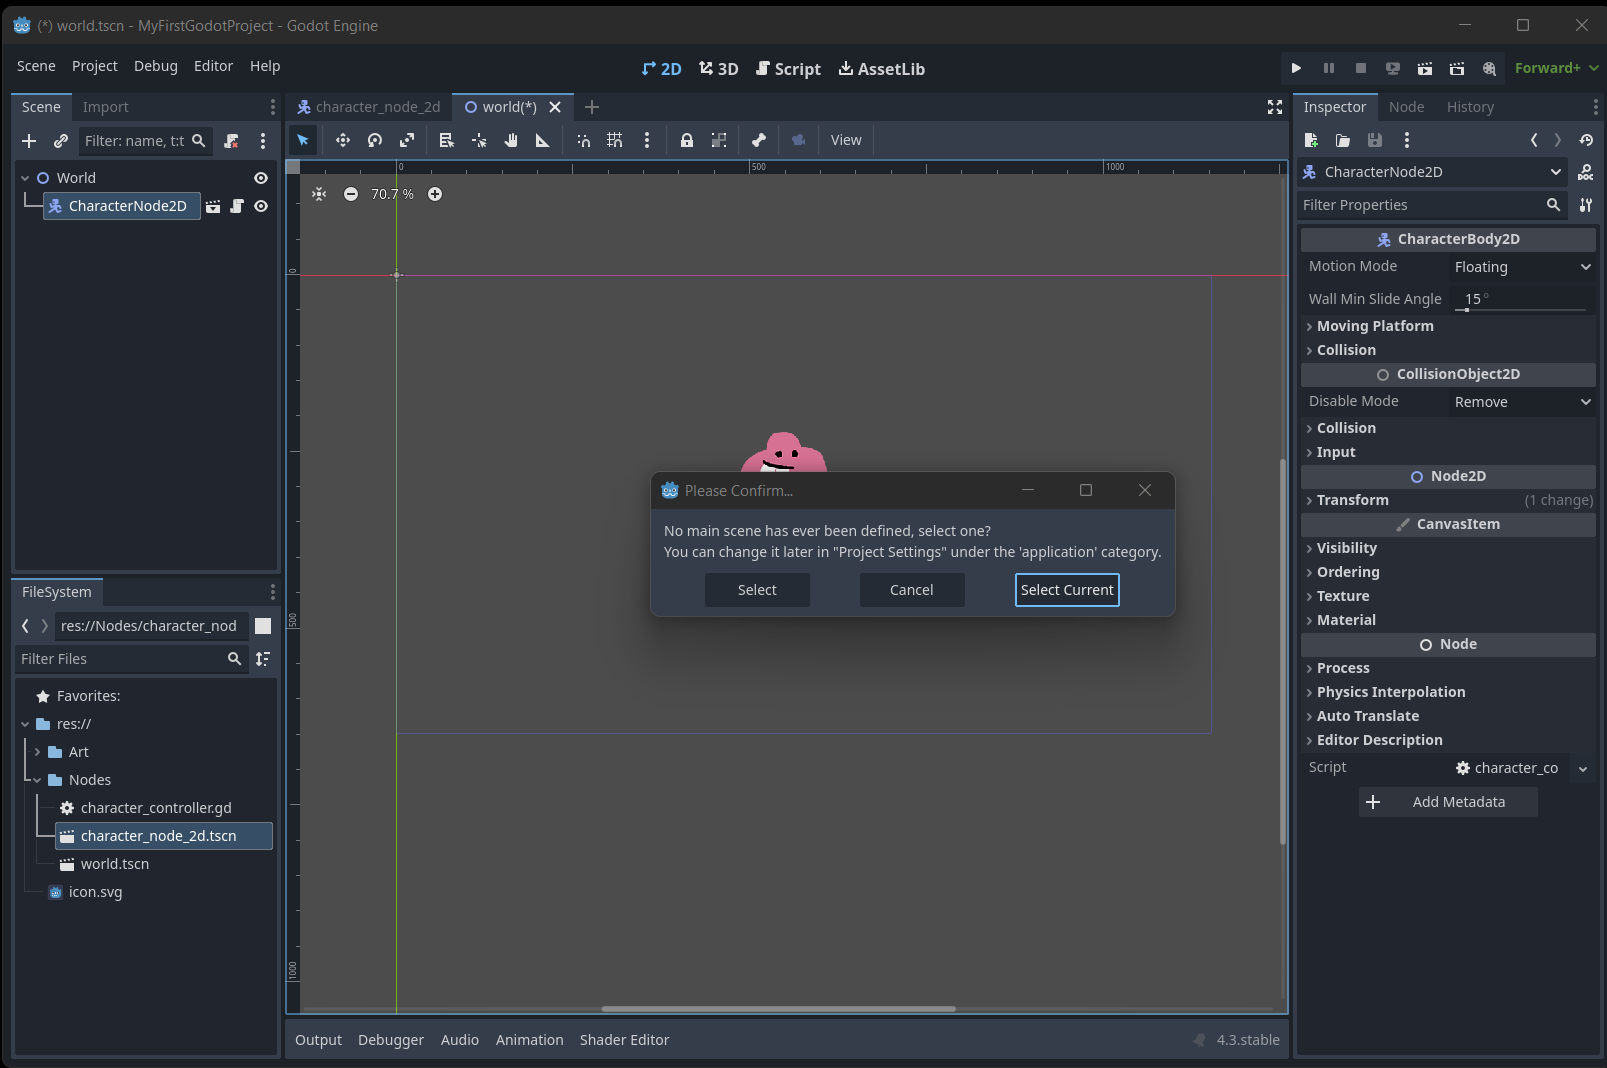 (*) world.tscn - MyFirstGodotProject - Godot Engine
Scene Project Debug Editor Help
2D 3D Script AssetLib
Forward+
Scene Import
character_node_2d world(*)
Inspector Node History
Filter: name, t:t
View
World
CharacterNode2D
0 500 1000
70.7 %
0
500
1000
CharacterNode2D
Filter Properties
CharacterBody2D
Motion Mode Floating
Wall Min Slide Angle 15 °
Moving Platform
Collision
CollisionObject2D
Disable Mode Remove
Collision
Input
Node2D
Transform (1 change)
CanvasItem
Visibility
Ordering
Texture
Material
Node
Process
Physics Interpolation
Auto Translate
Editor Description
Script character_co
Add Metadata
Please Confirm...
No main scene has ever been defined, select one?
You can change it later in "Project Settings" under the 'application' category.
Select Cancel Select Current
FileSystem
res://Nodes/character_nod
Filter Files
Favorites:
res://
Art
Nodes
character_controller.gd
character_node_2d.tscn
world.tscn
icon.svg
Output Debugger Audio Animation Shader Editor
4.3.stable